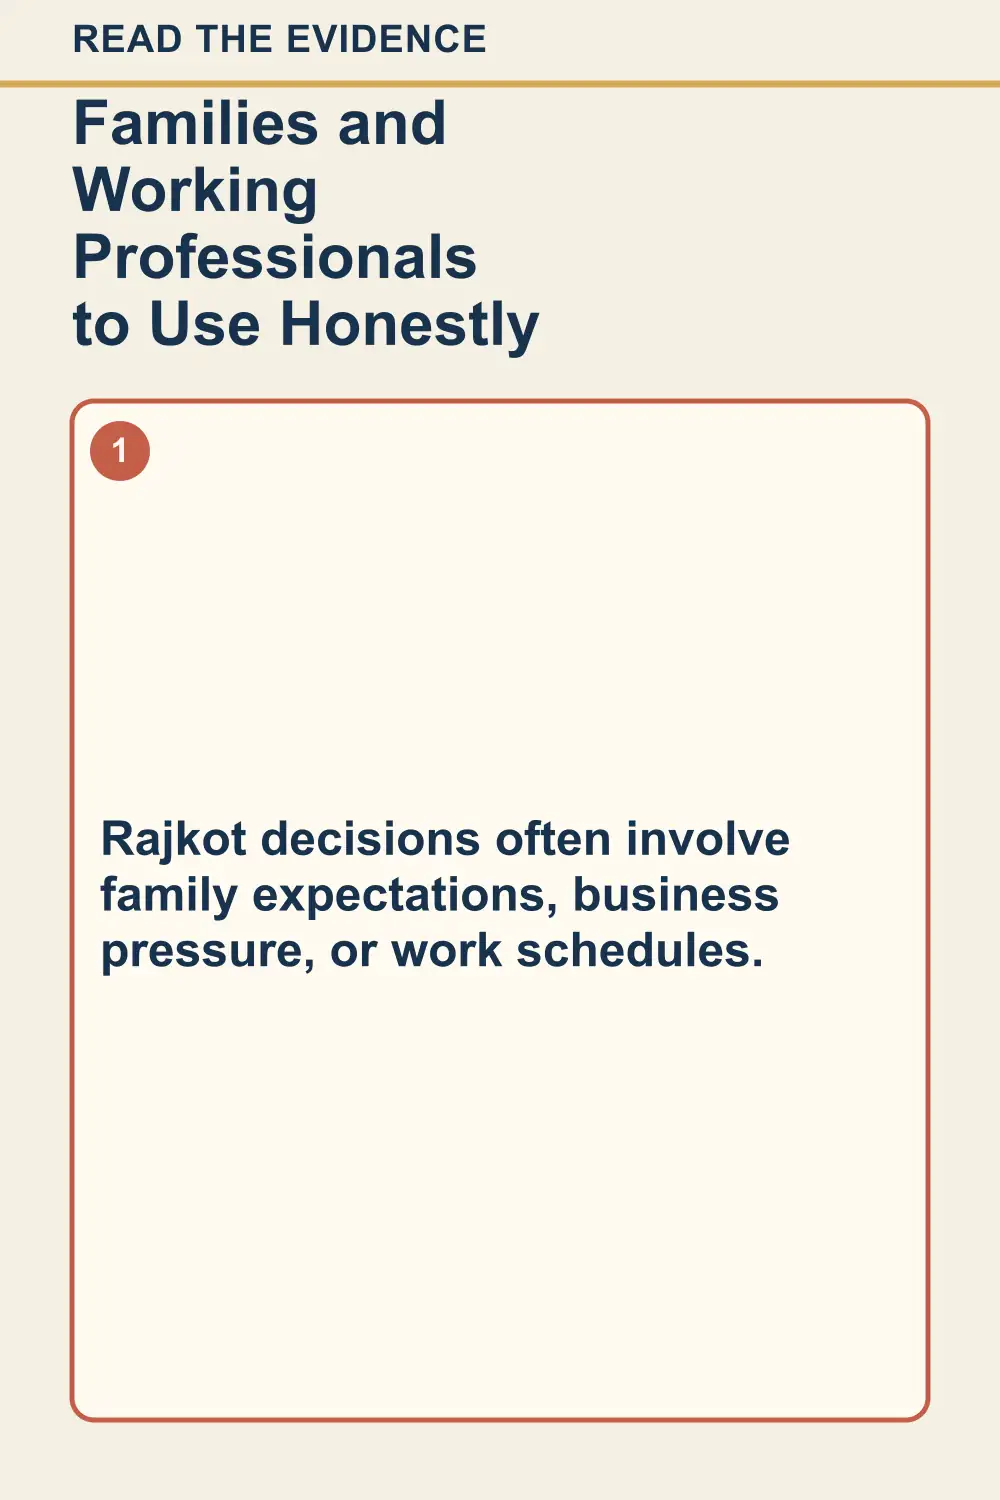 READ THE EVIDENCE
Families and
Working
Professionals
to Use Honestly
1
Rajkot decisions often involve
family expectations, business
pressure, or work schedules.